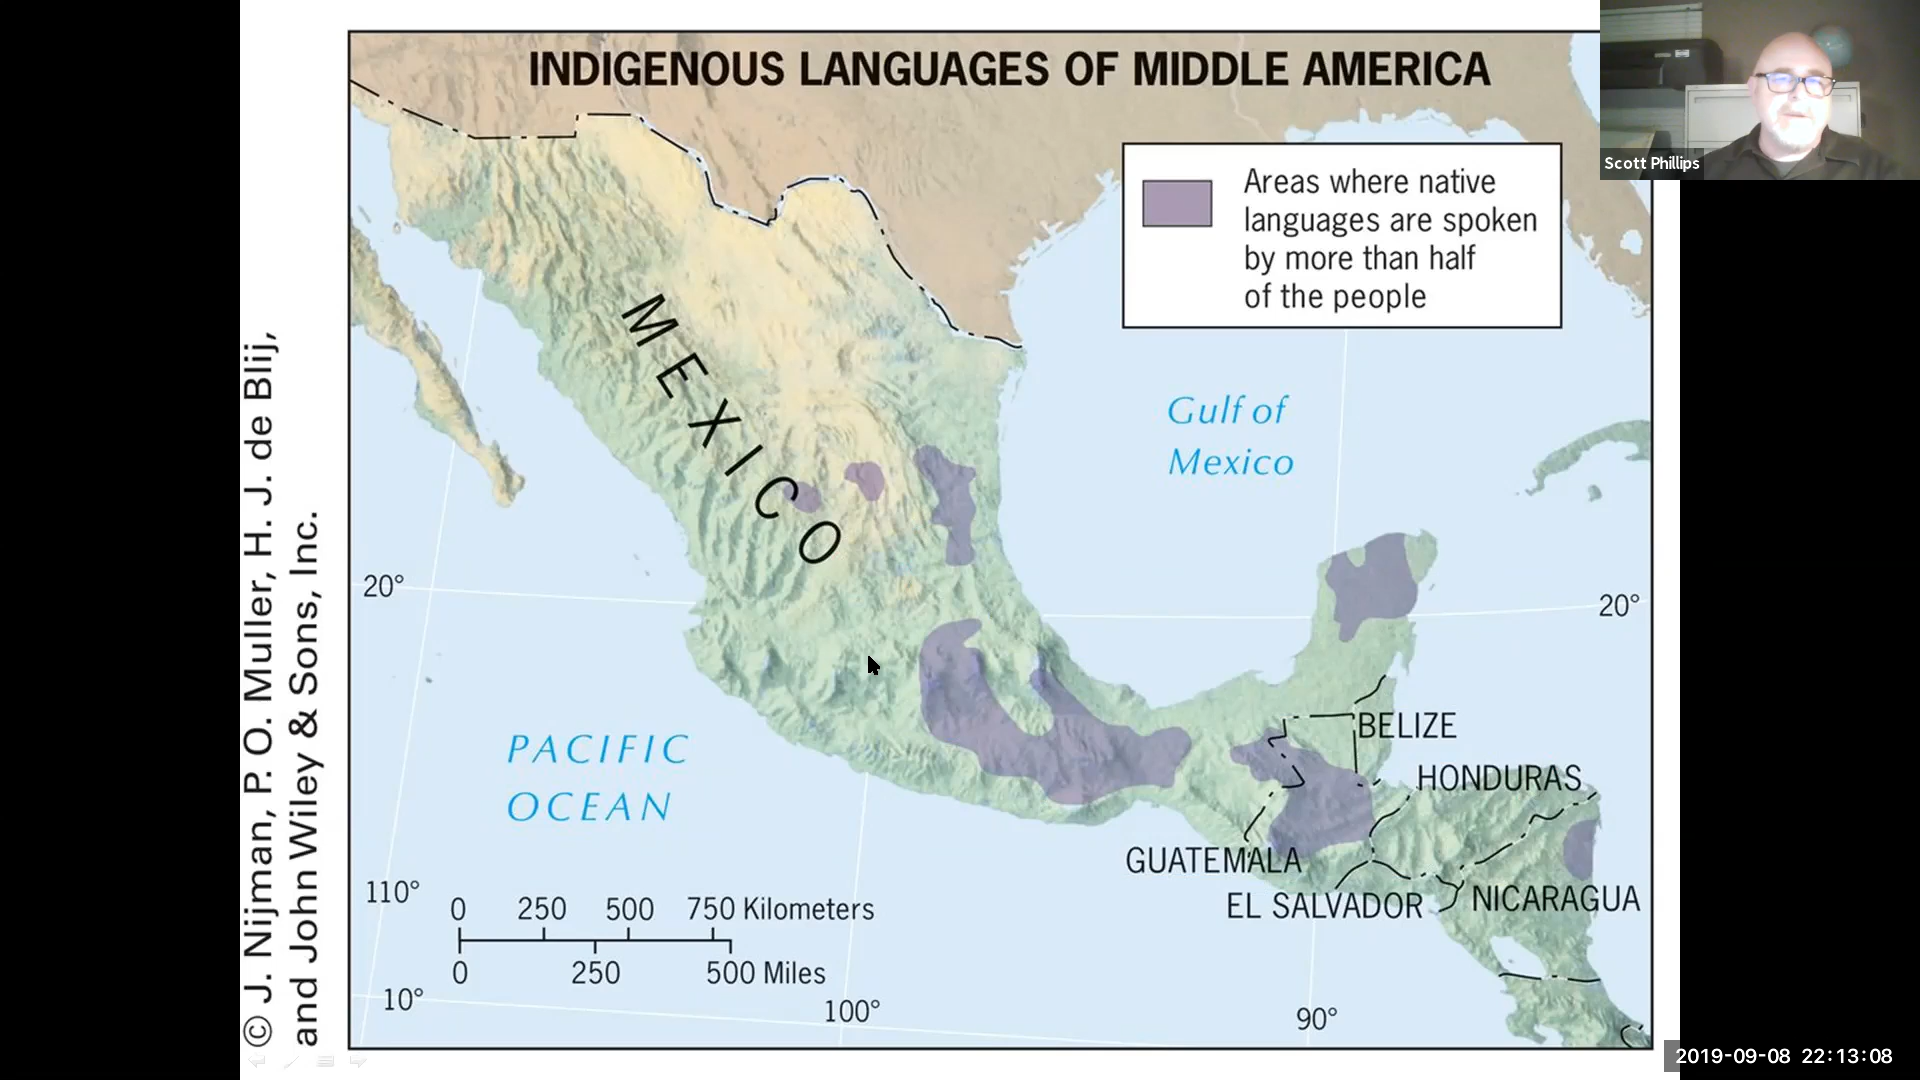 INDIGENOUS LANGUAGES OF MIDDLE AMERICA
Areas where native
languages are spoken
by more than half
of the people
Scott Phillips
MEXICO
Gulf of
Mexico
20°
20°
PACIFIC
OCEAN
BELIZE
HONDURAS
GUATEMALA
EL SALVADOR
NICARAGUA
110°
0 250 500 750 Kilometers
0 250 500 Miles
10°
100°
90°
© J. Nijman, P. O. Muller, H. J. de Blij,
and John Wiley & Sons, Inc.
2019-09-08 22:13:08